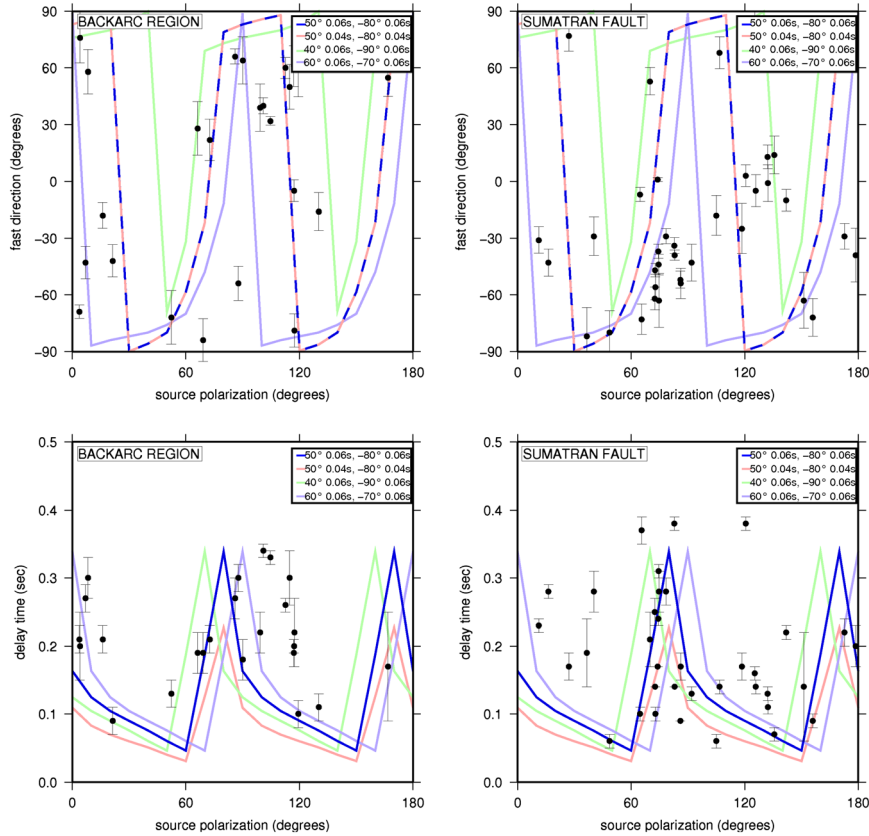 BACKARC REGION
50° 0.06s, −80° 0.06s
50° 0.04s, −80° 0.04s
40° 0.06s, −90° 0.06s
60° 0.06s, −70° 0.06s
90
60
30
0
−30
−60
−90
fast direction (degrees)
0 60 120 180
source polarization (degrees)
SUMATRAN FAULT
50° 0.06s, −80° 0.06s
50° 0.04s, −80° 0.04s
40° 0.06s, −90° 0.06s
60° 0.06s, −70° 0.06s
90
60
30
0
−30
−60
−90
fast direction (degrees)
0 60 120 180
source polarization (degrees)
BACKARC REGION
50° 0.06s, −80° 0.06s
50° 0.04s, −80° 0.04s
40° 0.06s, −90° 0.06s
60° 0.06s, −70° 0.06s
0.5
0.4
0.3
0.2
0.1
0.0
delay time (sec)
0 60 120 180
source polarization (degrees)
SUMATRAN FAULT
50° 0.06s, −80° 0.06s
50° 0.04s, −80° 0.04s
40° 0.06s, −90° 0.06s
60° 0.06s, −70° 0.06s
0.5
0.4
0.3
0.2
0.1
0.0
delay time (sec)
0 60 120 180
source polarization (degrees)